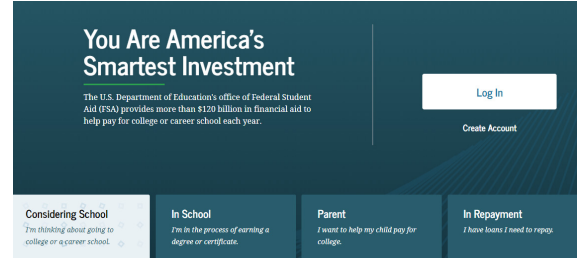 You Are America's
Smartest Investment
The U.S. Department of Education's office of Federal Student
Aid (FSA) provides more than $120 billion in financial aid to
help pay for college or career school each year.
Log In
Create Account
Considering School
I'm thinking about going to
college or a career school.
In School
I'm in the process of earning a
degree or certificate.
Parent
I want to help my child pay for
college.
In Repayment
I have loans I need to repay.